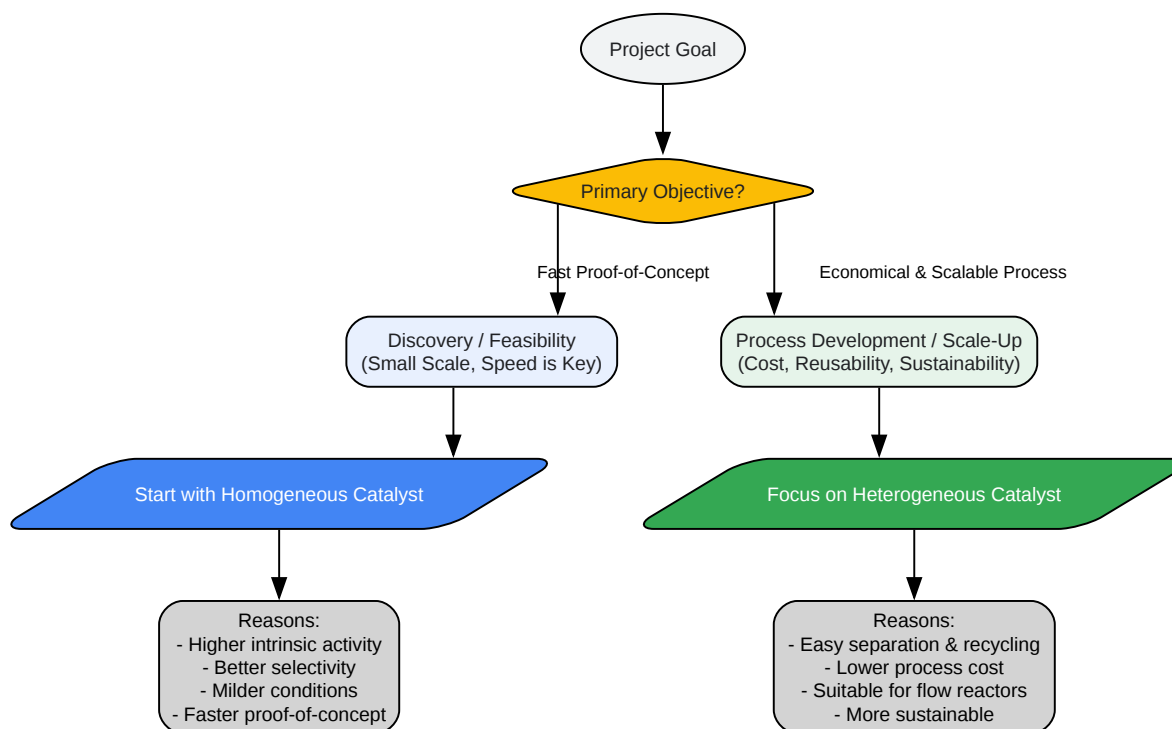 Project Goal
Primary Objective?
Fast Proof-of-Concept
Economical & Scalable Process
Discovery / Feasibility
(Small Scale, Speed is Key)
Process Development / Scale-Up
(Cost, Reusability, Sustainability)
Start with Homogeneous Catalyst
Focus on Heterogeneous Catalyst
Reasons:
- Higher intrinsic activity
- Better selectivity
- Milder conditions
- Faster proof-of-concept
Reasons:
- Easy separation & recycling
- Lower process cost
- Suitable for flow reactors
- More sustainable